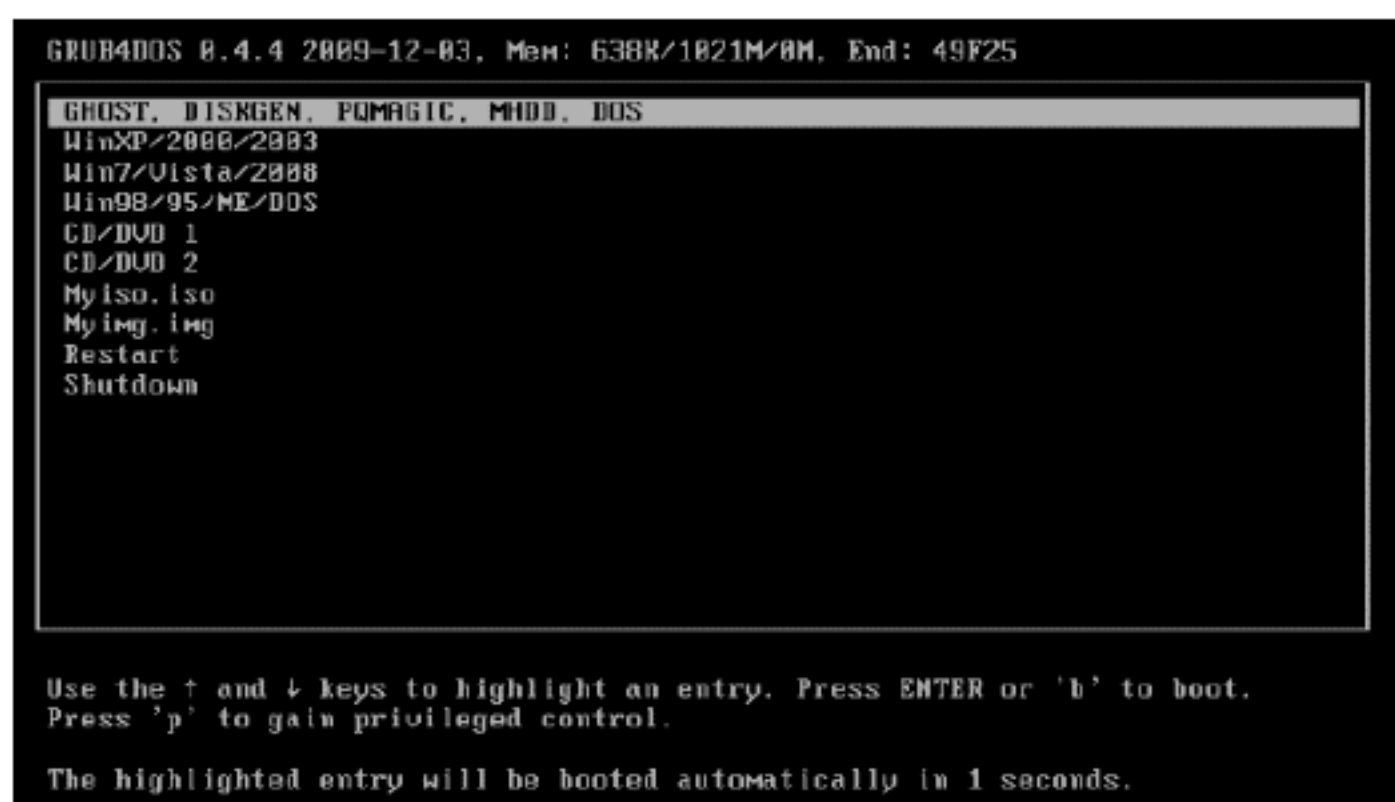 GRUB4DOS 0.4.4 2009-12-03, Mem: 638K/1021M/0M, End: 49F25
GHOST, DISKGEN, PQMAGIC, MHDD, DOS
WinXP/2000/2003
Win7/Vista/2008
Win98/95/ME/DOS
CD/DVD 1
CD/DVD 2
Myiso.iso
Myimg.img
Restart
Shutdown
Use the ↑ and ↓ keys to highlight an entry. Press ENTER or 'b' to boot.
Press 'p' to gain privileged control.
The highlighted entry will be booted automatically in 1 seconds.